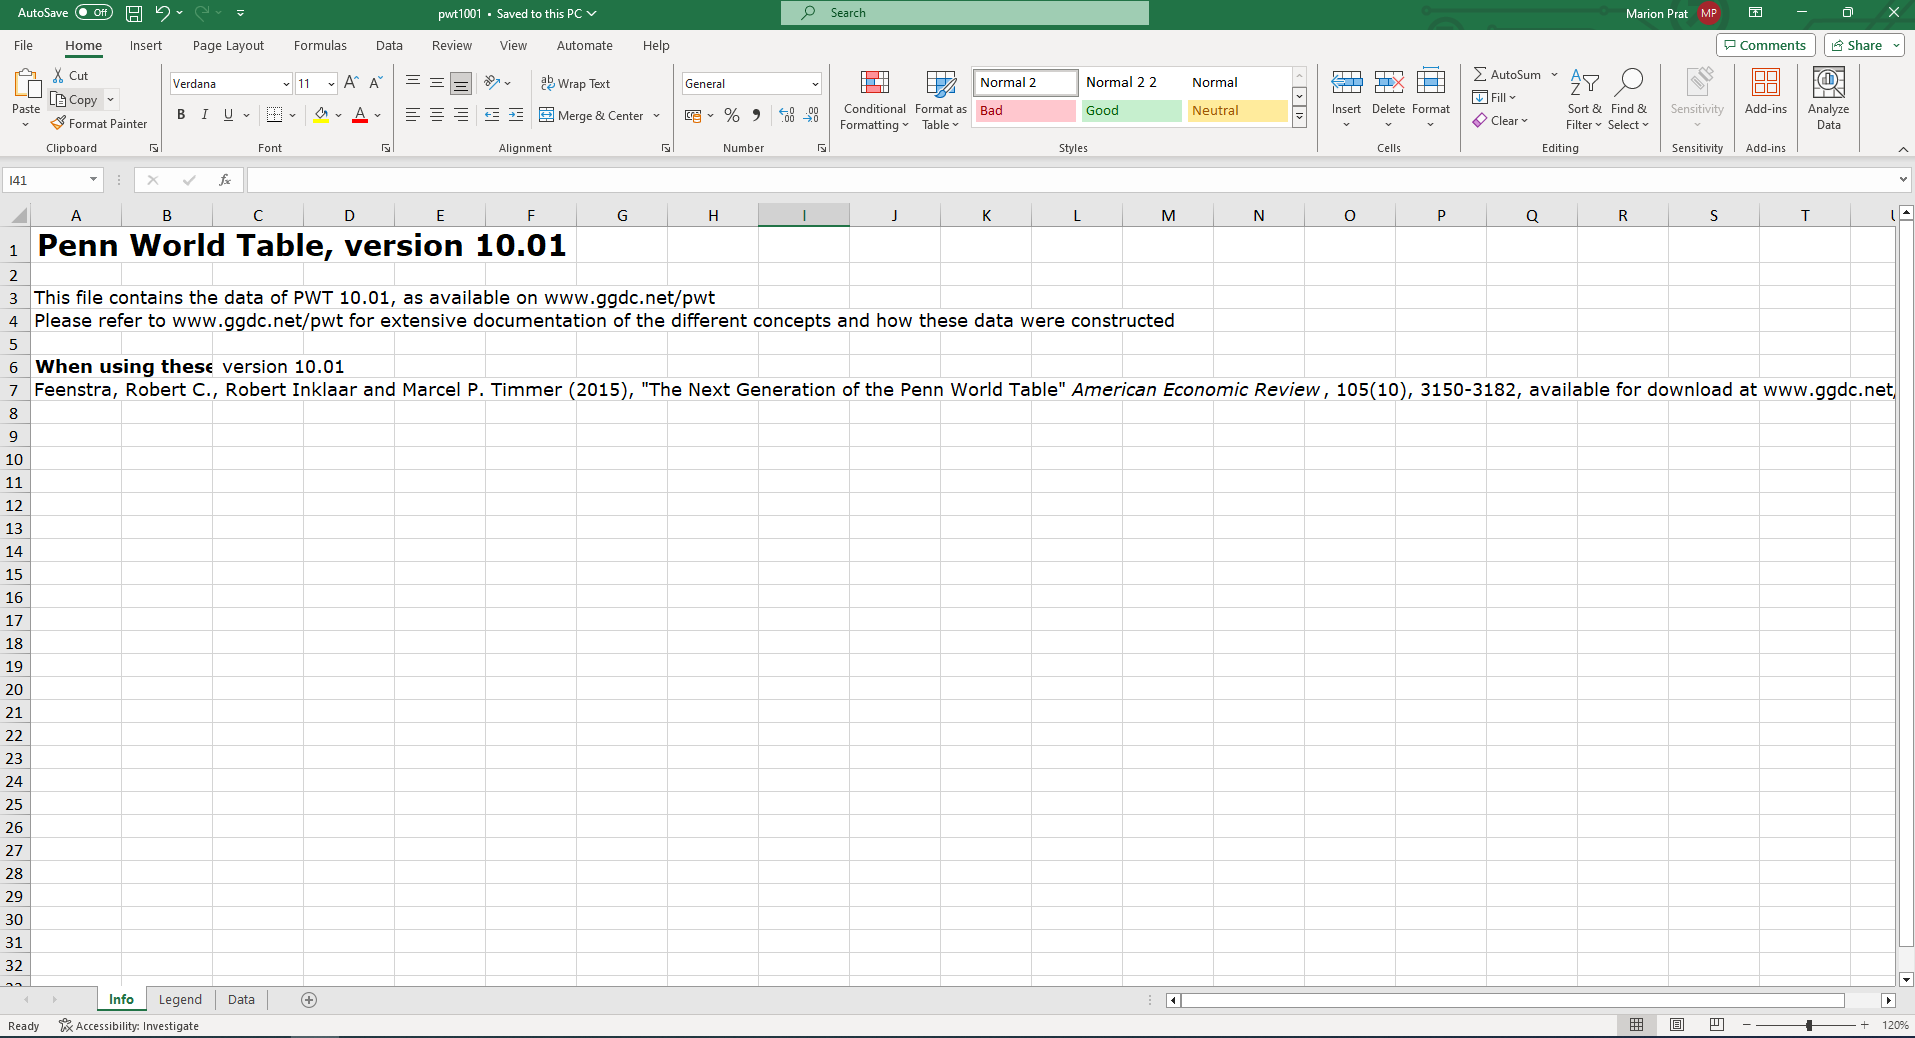 AutoSave Off pwt1001 • Saved to this PC Search Marion Prat MP
File Home Insert Page Layout Formulas Data Review View Automate Help Comments Share
Paste Cut Copy Format Painter Clipboard
Verdana 11 B I U A Font
Wrap Text Merge & Center Alignment
General % Number
Conditional Formatting Format as Table Normal 2 Normal 2 2 Normal Bad Good Neutral Styles
Insert Delete Format Cells
AutoSum Fill Clear Sort & Filter Find & Select Editing
Sensitivity Sensitivity
Add-ins Add-ins
Analyze Data
I41 fx
A B C D E F G H I J K L M N O P Q R S T
1 Penn World Table, version 10.01
2
3 This file contains the data of PWT 10.01, as available on www.ggdc.net/pwt
4 Please refer to www.ggdc.net/pwt for extensive documentation of the different concepts and how these data were constructed
5
6 When using these version 10.01
7 Feenstra, Robert C., Robert Inklaar and Marcel P. Timmer (2015), "The Next Generation of the Penn World Table" American Economic Review, 105(10), 3150-3182, available for download at www.ggdc.net/
8
9
10
11
12
13
14
15
16
17
18
19
20
21
22
23
24
25
26
27
28
29
30
31
32
Info Legend Data
Ready Accessibility: Investigate 120%